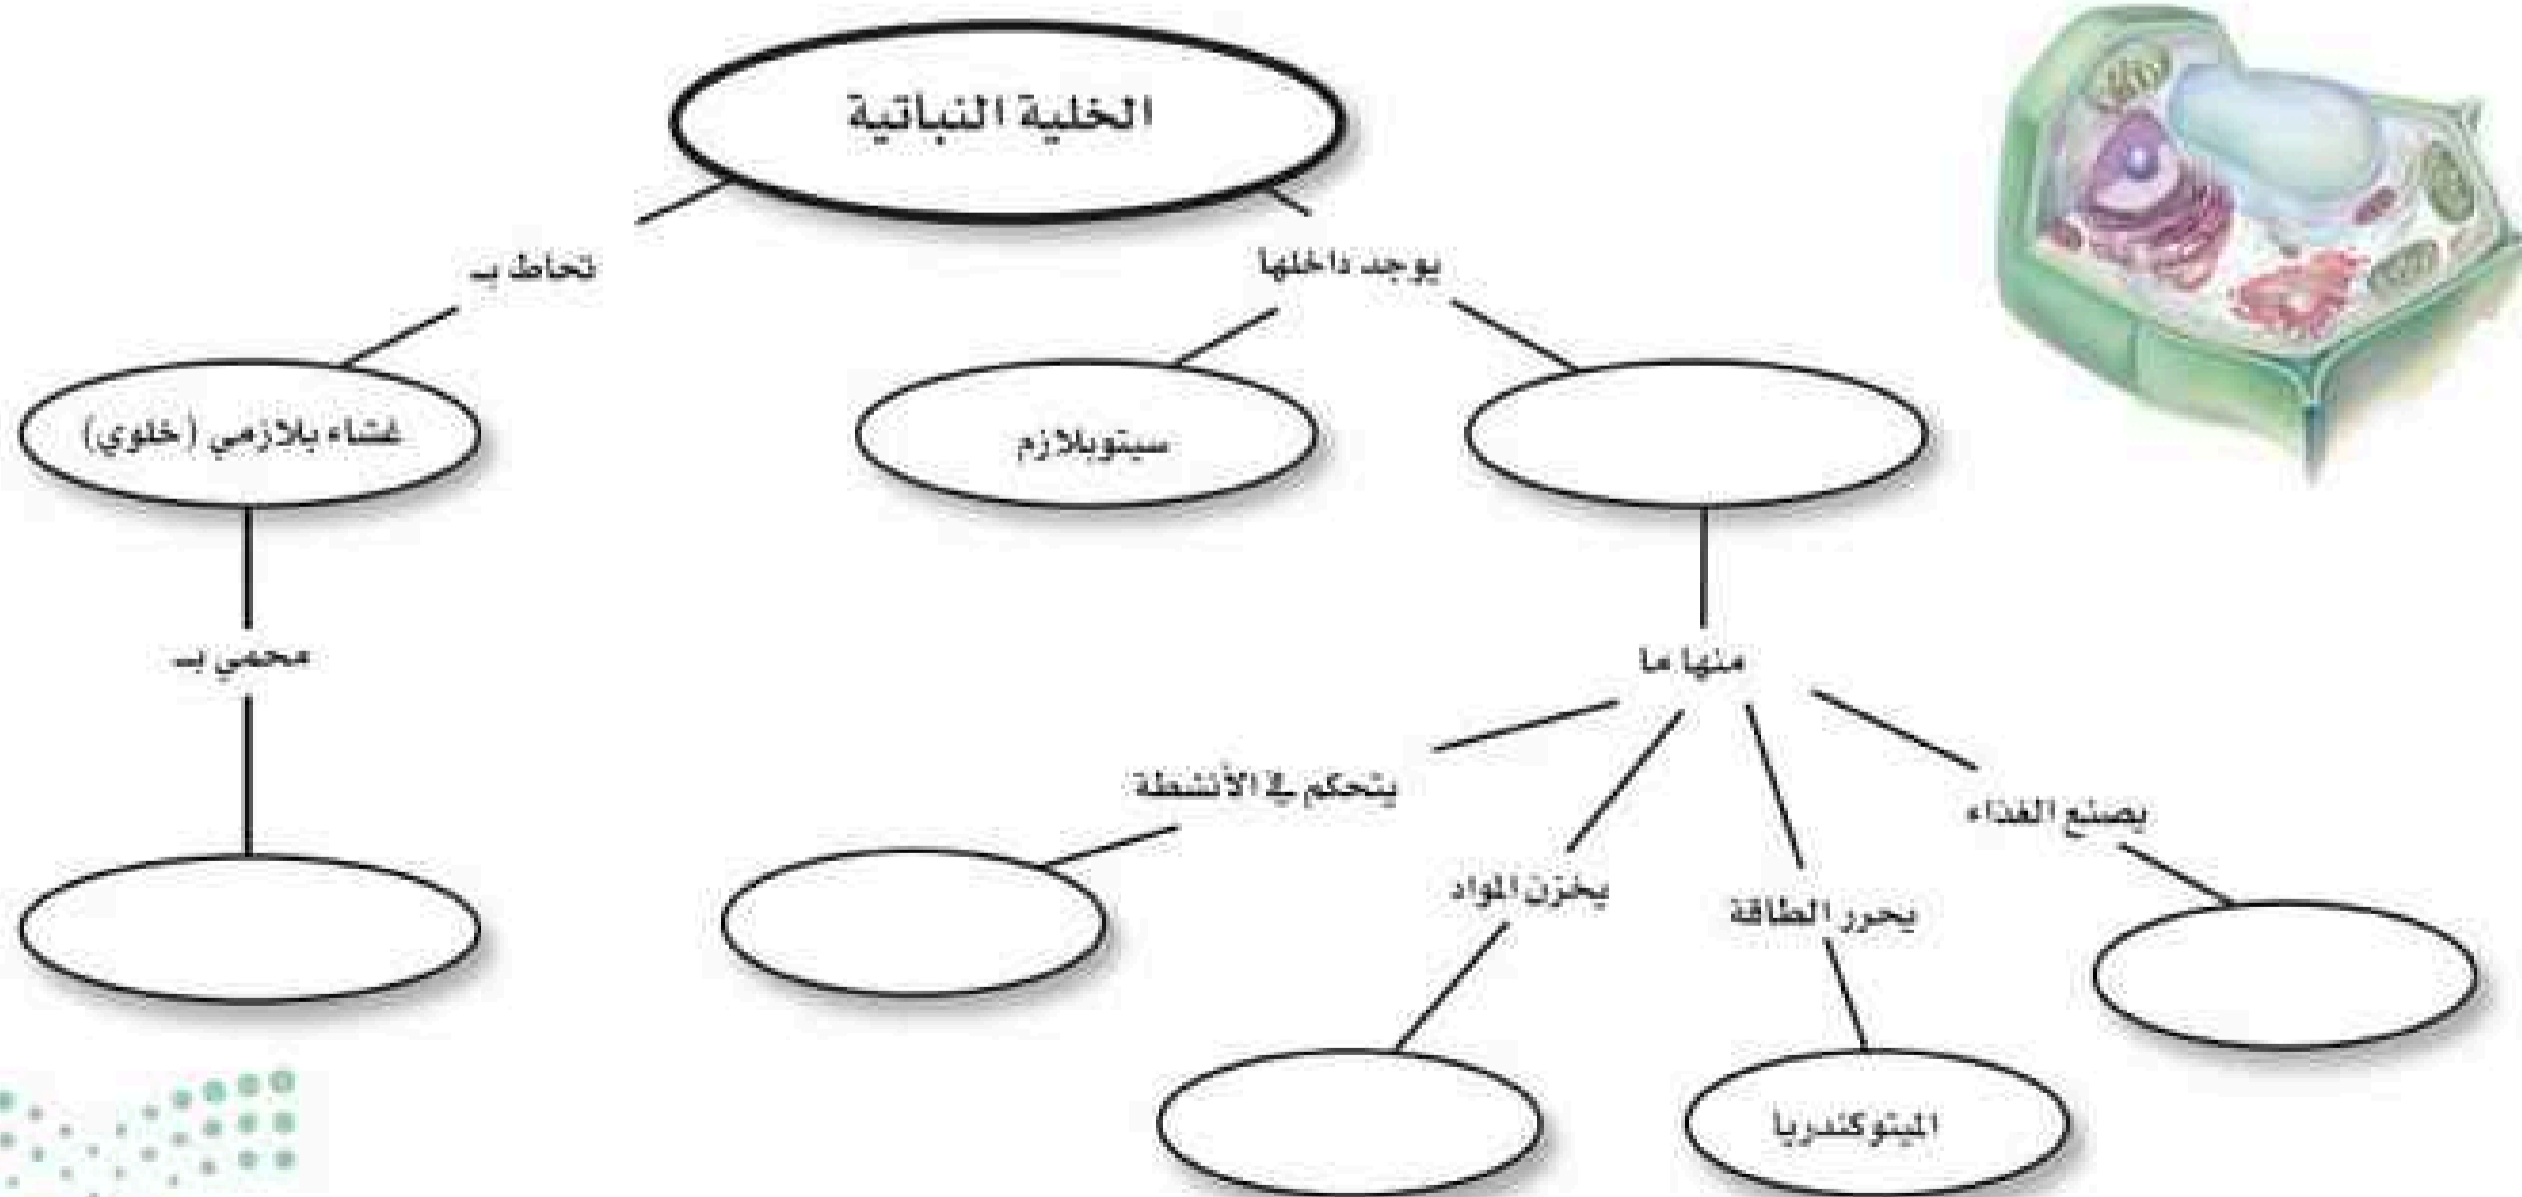 الخلية النباتية
يوجد داخلها
تحاط بـ
سيتوبلازم
غشاء بلازمي (خلوي)
منها ما
محمي بـ
يصنع الغذاء
يحرر الطاقة
يخزن المواد
يتحكم في الأنشطة
الميتوكندريا